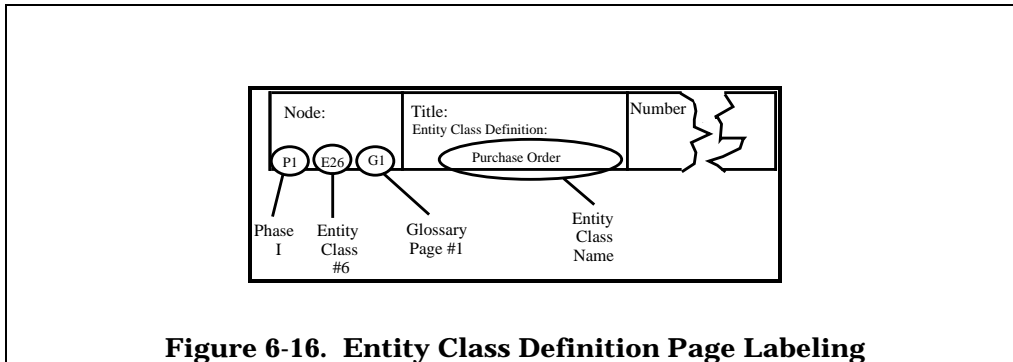 Node:
Title:
Number
Entity Class Definition:
P1 E26 G1
Purchase Order
Phase
I
Entity
Class
#6
Glossary
Page #1
Entity
Class
Name
Figure 6-16. Entity Class Definition Page Labeling